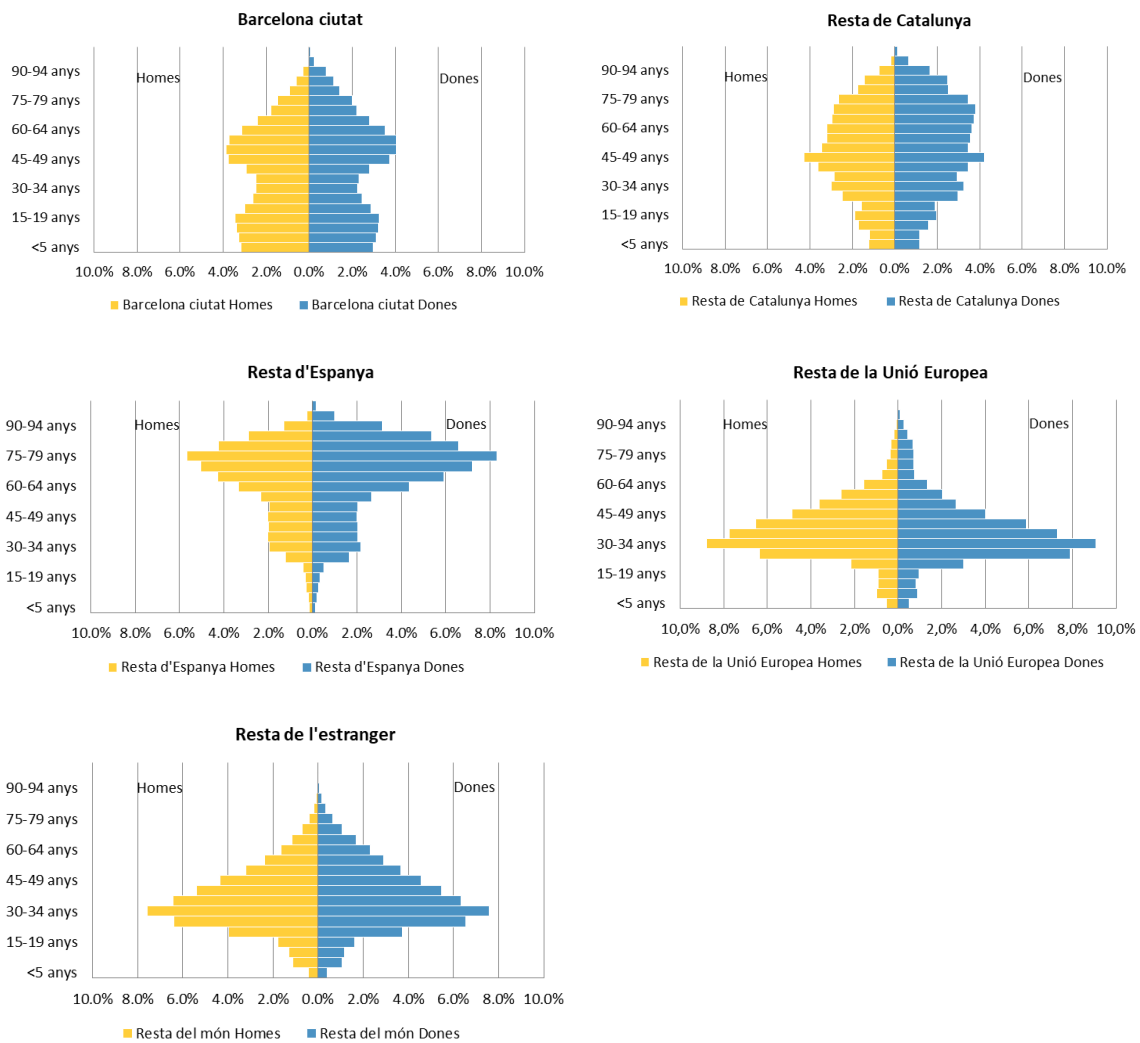 Barcelona ciutat
Homes
Dones
90-94 anys
75-79 anys
60-64 anys
45-49 anys
30-34 anys
15-19 anys
<5 anys
10.0% 8.0% 6.0% 4.0% 2.0% 0.0% 2.0% 4.0% 6.0% 8.0% 10.0%
Barcelona ciutat Homes Barcelona ciutat Dones
Resta de Catalunya
Homes
Dones
90-94 anys
75-79 anys
60-64 anys
45-49 anys
30-34 anys
15-19 anys
<5 anys
10.0% 8.0% 6.0% 4.0% 2.0% 0.0% 2.0% 4.0% 6.0% 8.0% 10.0%
Resta de Catalunya Homes Resta de Catalunya Dones
Resta d'Espanya
Homes
Dones
90-94 anys
75-79 anys
60-64 anys
45-49 anys
30-34 anys
15-19 anys
<5 anys
10.0% 8.0% 6.0% 4.0% 2.0% 0.0% 2.0% 4.0% 6.0% 8.0% 10.0%
Resta d'Espanya Homes Resta d'Espanya Dones
Resta de la Unió Europea
Homes
Dones
90-94 anys
75-79 anys
60-64 anys
45-49 anys
30-34 anys
15-19 anys
<5 anys
10,0% 8,0% 6,0% 4,0% 2,0% 0,0% 2,0% 4,0% 6,0% 8,0% 10,0%
Resta de la Unió Europea Homes Resta de la Unió Europea Dones
Resta de l'estranger
Homes
Dones
90-94 anys
75-79 anys
60-64 anys
45-49 anys
30-34 anys
15-19 anys
<5 anys
10.0% 8.0% 6.0% 4.0% 2.0% 0.0% 2.0% 4.0% 6.0% 8.0% 10.0%
Resta del món Homes Resta del món Dones